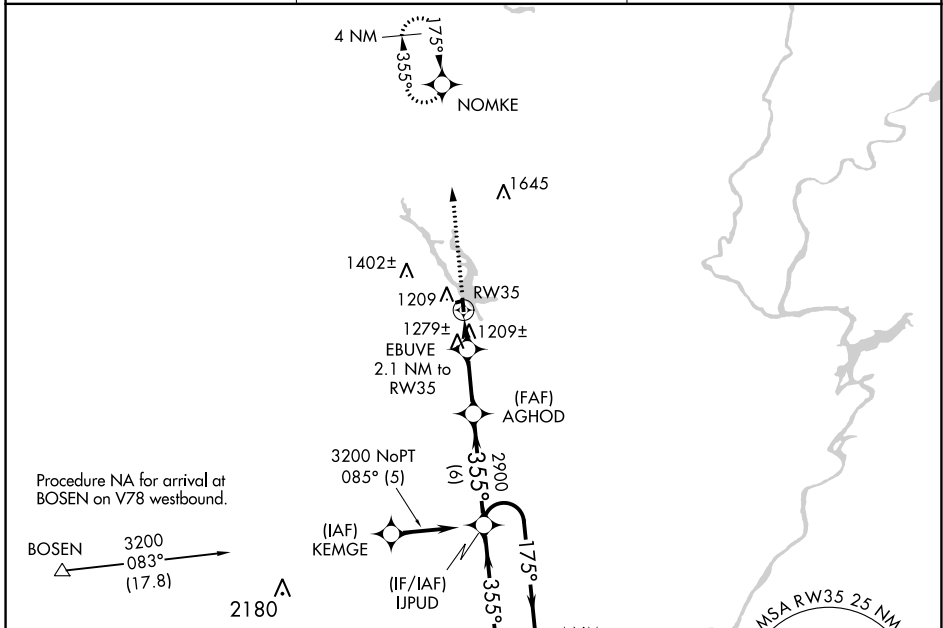 4 NM
175°
355°
NOMKE
1645
1402±
1209
RW35
1279±
1209±
EBUVE
2.1 NM to
RW35
(FAF)
AGHOD
3200 NoPT
085° (5)
2900
355°
(6)
Procedure NA for arrival at
BOSEN on V78 westbound.
(IAF)
KEMGE
BOSEN
3200
083°
(17.8)
175°
(IF/IAF)
IJPUD
355°
2180
MSA RW35 25 NM